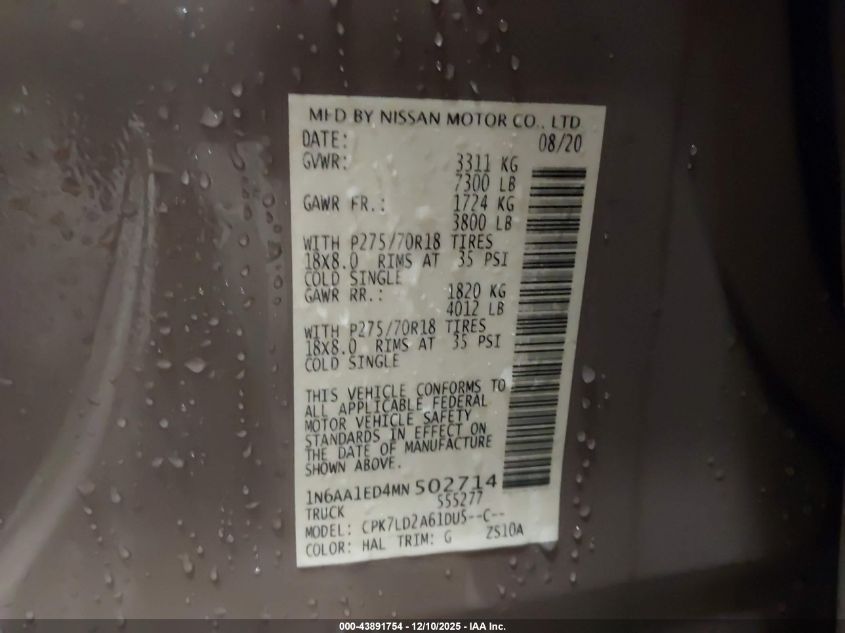 MFD BY NISSAN MOTOR CO., LTD
DATE: 08/20
GVWR: 3311 KG
7300 LB
GAWR FR.: 1724 KG
3800 LB
WITH P275/70R18 TIRES
18X8.0 RIMS AT 35 PSI
COLD SINGLE
GAWR RR.: 1820 KG
4012 LB
WITH P275/70R18 TIRES
18X8.0 RIMS AT 35 PSI
COLD SINGLE
THIS VEHICLE CONFORMS TO
ALL APPLICABLE FEDERAL
MOTOR VEHICLE SAFETY
STANDARDS IN EFFECT ON
THE DATE OF MANUFACTURE
SHOWN ABOVE.
1N6AA1ED4MN502714
TRUCK 555277
MODEL: CPK7LD2A61DU5--C--
COLOR: HAL TRIM: G ZS10A
000-43891754 - 12/10/2025 - IAA Inc.